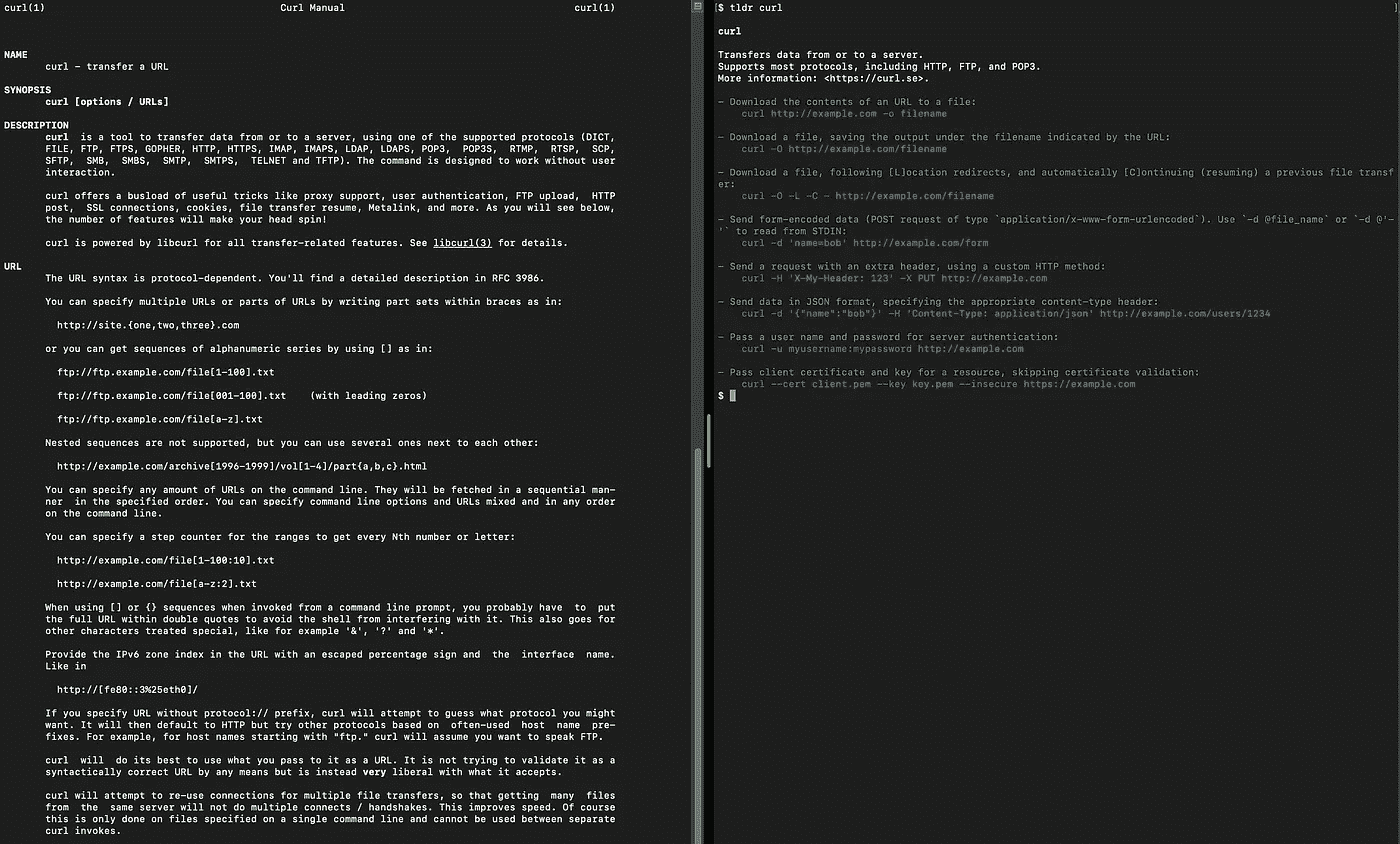 curl(1) Curl Manual curl(1)
NAME
curl - transfer a URL
SYNOPSIS
curl [options / URLs]
DESCRIPTION
curl is a tool to transfer data from or to a server, using one of the supported protocols (DICT,
FILE, FTP, FTPS, GOPHER, HTTP, HTTPS, IMAP, IMAPS, LDAP, LDAPS, POP3, POP3S, RTMP, RTSP, SCP,
SFTP, SMB, SMBS, SMTP, SMTPS, TELNET and TFTP). The command is designed to work without user
interaction.
curl offers a busload of useful tricks like proxy support, user authentication, FTP upload, HTTP
post, SSL connections, cookies, file transfer resume, Metalink, and more. As you will see below,
the number of features will make your head spin!
curl is powered by libcurl for all transfer-related features. See libcurl(3) for details.
URL
The URL syntax is protocol-dependent. You'll find a detailed description in RFC 3986.
You can specify multiple URLs or parts of URLs by writing part sets within braces as in:
http://site.{one,two,three}.com
or you can get sequences of alphanumeric series by using [] as in:
ftp://ftp.example.com/file[1-100].txt
ftp://ftp.example.com/file[001-100].txt (with leading zeros)
ftp://ftp.example.com/file[a-z].txt
Nested sequences are not supported, but you can use several ones next to each other:
http://example.com/archive[1996-1999]/vol[1-4]/part{a,b,c}.html
You can specify any amount of URLs on the command line. They will be fetched in a sequential man-
ner in the specified order. You can specify command line options and URLs mixed and in any order
on the command line.
You can specify a step counter for the ranges to get every Nth number or letter:
http://example.com/file[1-100:10].txt
http://example.com/file[a-z:2].txt
When using [] or {} sequences when invoked from a command line prompt, you probably have to put
the full URL within double quotes to avoid the shell from interfering with it. This also goes for
other characters treated special, like for example '&', '?' and '*'.
Provide the IPv6 zone index in the URL with an escaped percentage sign and the interface name.
Like in
http://[fe80::3%25eth0]/
If you specify URL without protocol:// prefix, curl will attempt to guess what protocol you might
want. It will then default to HTTP but try other protocols based on often-used host name pre-
fixes. For example, for host names starting with "ftp." curl will assume you want to speak FTP.
curl will do its best to use what you pass to it as a URL. It is not trying to validate it as a
syntactically correct URL by any means but is instead very liberal with what it accepts.
curl will attempt to re-use connections for multiple file transfers, so that getting many files
from the same server will not do multiple connects / handshakes. This improves speed. Of course
this is only done on files specified on a single command line and cannot be used between separate
curl invokes.
[$ tldr curl ]
curl
Transfers data from or to a server.
Supports most protocols, including HTTP, FTP, and POP3.
More information: <https://curl.se>.
- Download the contents of an URL to a file:
curl http://example.com -o filename
- Download a file, saving the output under the filename indicated by the URL:
curl -O http://example.com/filename
- Download a file, following [L]ocation redirects, and automatically [C]ontinuing (resuming) a previous file transf
er:
curl -O -L -C - http://example.com/filename
- Send form-encoded data (POST request of type `application/x-www-form-urlencoded`). Use `-d @file_name` or `-d @'-
'` to read from STDIN:
curl -d 'name=bob' http://example.com/form
- Send a request with an extra header, using a custom HTTP method:
curl -H 'X-My-Header: 123' -X PUT http://example.com
- Send data in JSON format, specifying the appropriate content-type header:
curl -d '{"name":"bob"}' -H 'Content-Type: application/json' http://example.com/users/1234
- Pass a user name and password for server authentication:
curl -u myusername:mypassword http://example.com
- Pass client certificate and key for a resource, skipping certificate validation:
curl --cert client.pem --key key.pem --insecure https://example.com
$